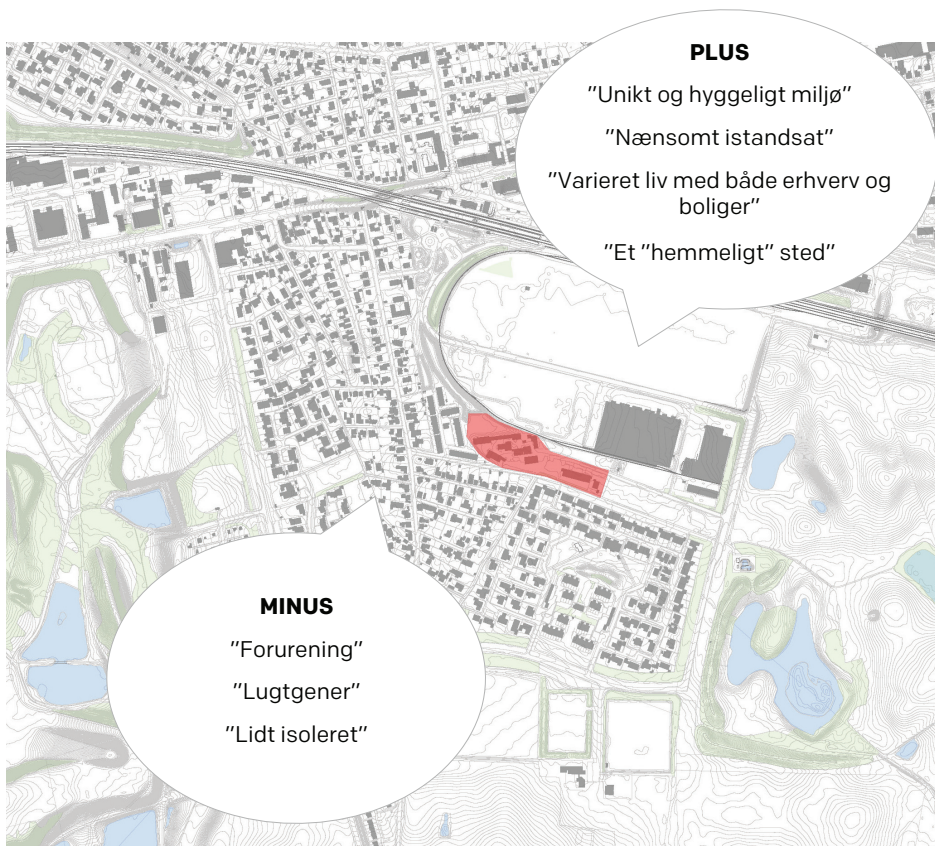 PLUS
”Unikt og hyggeligt miljø”
”Nænsomt istandsat”
”Varieret liv med både erhverv og
boliger”
”Et ”hemmeligt” sted”
MINUS
”Forurening”
”Lugtgener”
”Lidt isoleret”